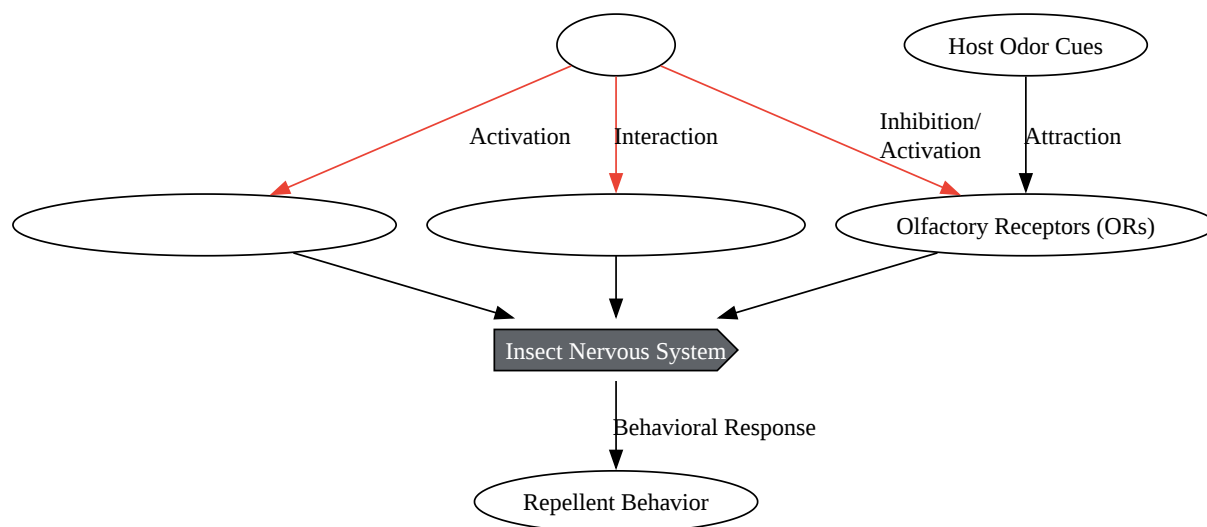 Host Odor Cues
Activation
Interaction
Inhibition/
Activation
Attraction
Olfactory Receptors (ORs)
Insect Nervous System
Behavioral Response
Repellent Behavior